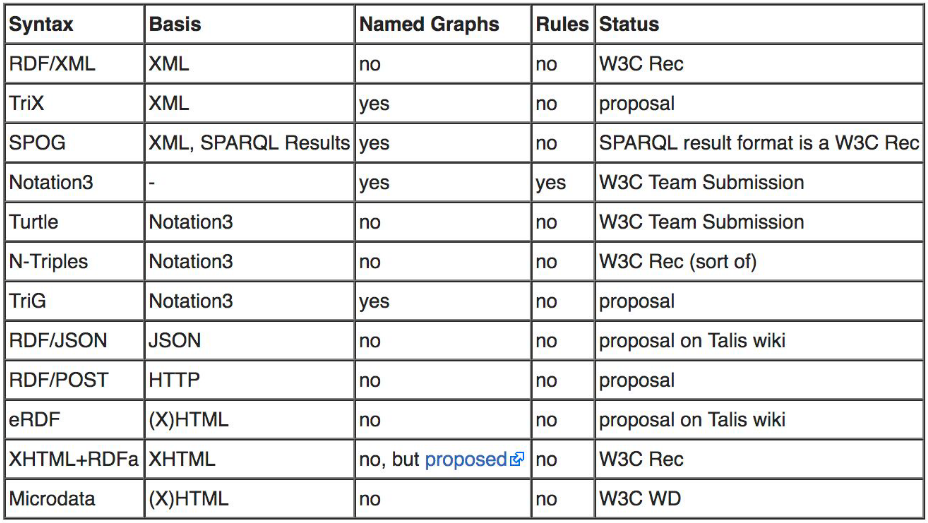 Syntax Basis Named Graphs Rules Status
RDF/XML XML no no W3C Rec
TriX XML yes no proposal
SPOG XML, SPARQL Results yes no SPARQL result format is a W3C Rec
Notation3 - yes yes W3C Team Submission
Turtle Notation3 no no W3C Team Submission
N-Triples Notation3 no no W3C Rec (sort of)
TriG Notation3 yes no proposal
RDF/JSON JSON no no proposal on Talis wiki
RDF/POST HTTP no no proposal
eRDF (X)HTML no no proposal on Talis wiki
XHTML+RDFa XHTML no, but proposed no W3C Rec
Microdata (X)HTML no no W3C WD